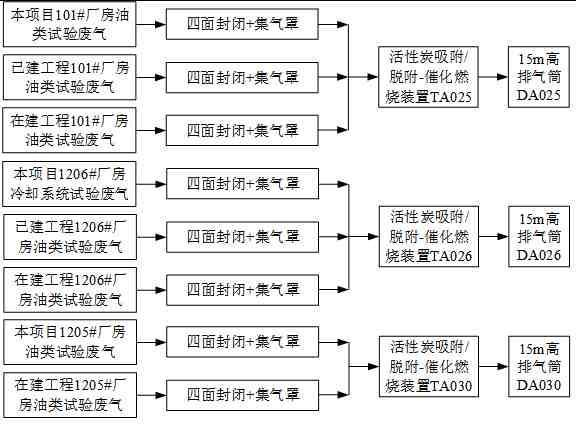 本项目101#厂房油
类试验废气
四面封闭+集气罩
已建工程101#厂房
油类试验废气
四面封闭+集气罩
在建工程101#厂房
油类试验废气
四面封闭+集气罩
活性炭吸附/
脱附-催化燃
烧装置TA025
15m高
排气筒
DA025
本项目1206#厂房
冷却系统试验废气
四面封闭+集气罩
已建工程1206#厂
房油类试验废气
四面封闭+集气罩
在建工程1206#厂
房油类试验废气
四面封闭+集气罩
活性炭吸附/
脱附-催化燃
烧装置TA026
15m高
排气筒
DA026
本项目1205#厂房
油类试验废气
四面封闭+集气罩
在建工程1205#厂
房油类试验废气
四面封闭+集气罩
活性炭吸附/
脱附-催化燃
烧装置TA030
15m高
排气筒
DA030